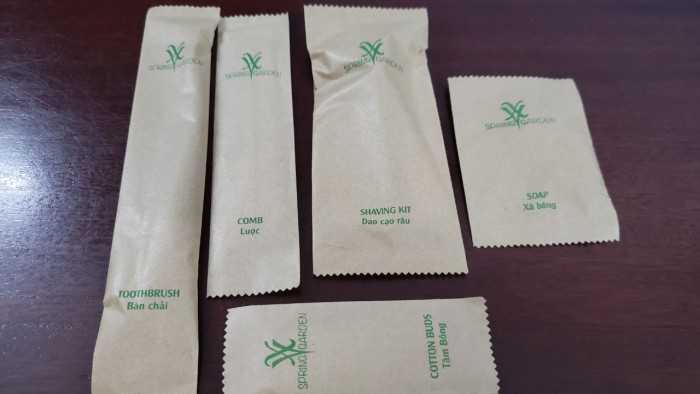 SPRING GARDEN
TOOTHBRUSH
Bàn chải
SPRING GARDEN
COMB
Lược
SPRING GARDEN
SHAVING KIT
Dao cạo râu
SPRING GARDEN
SOAP
Xà bông
SPRING GARDEN
COTTON BUDS
Tăm Bông